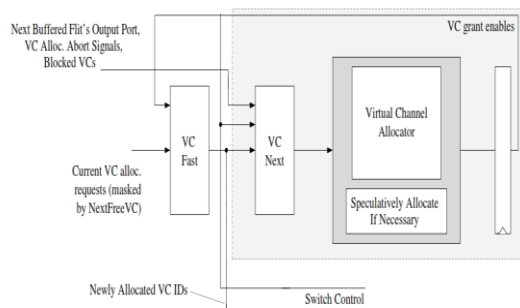 Next Buffered Flit's Output Port,
VC Alloc. Abort Signals,
Blocked VCs
VC grant enables
VC
Fast
VC
Next
Virtual Channel
Allocator
Speculatively Allocate
If Necessary
Current VC alloc.
requests (masked
by NextFreeVC)
Newly Allocated VC IDs
Switch Control